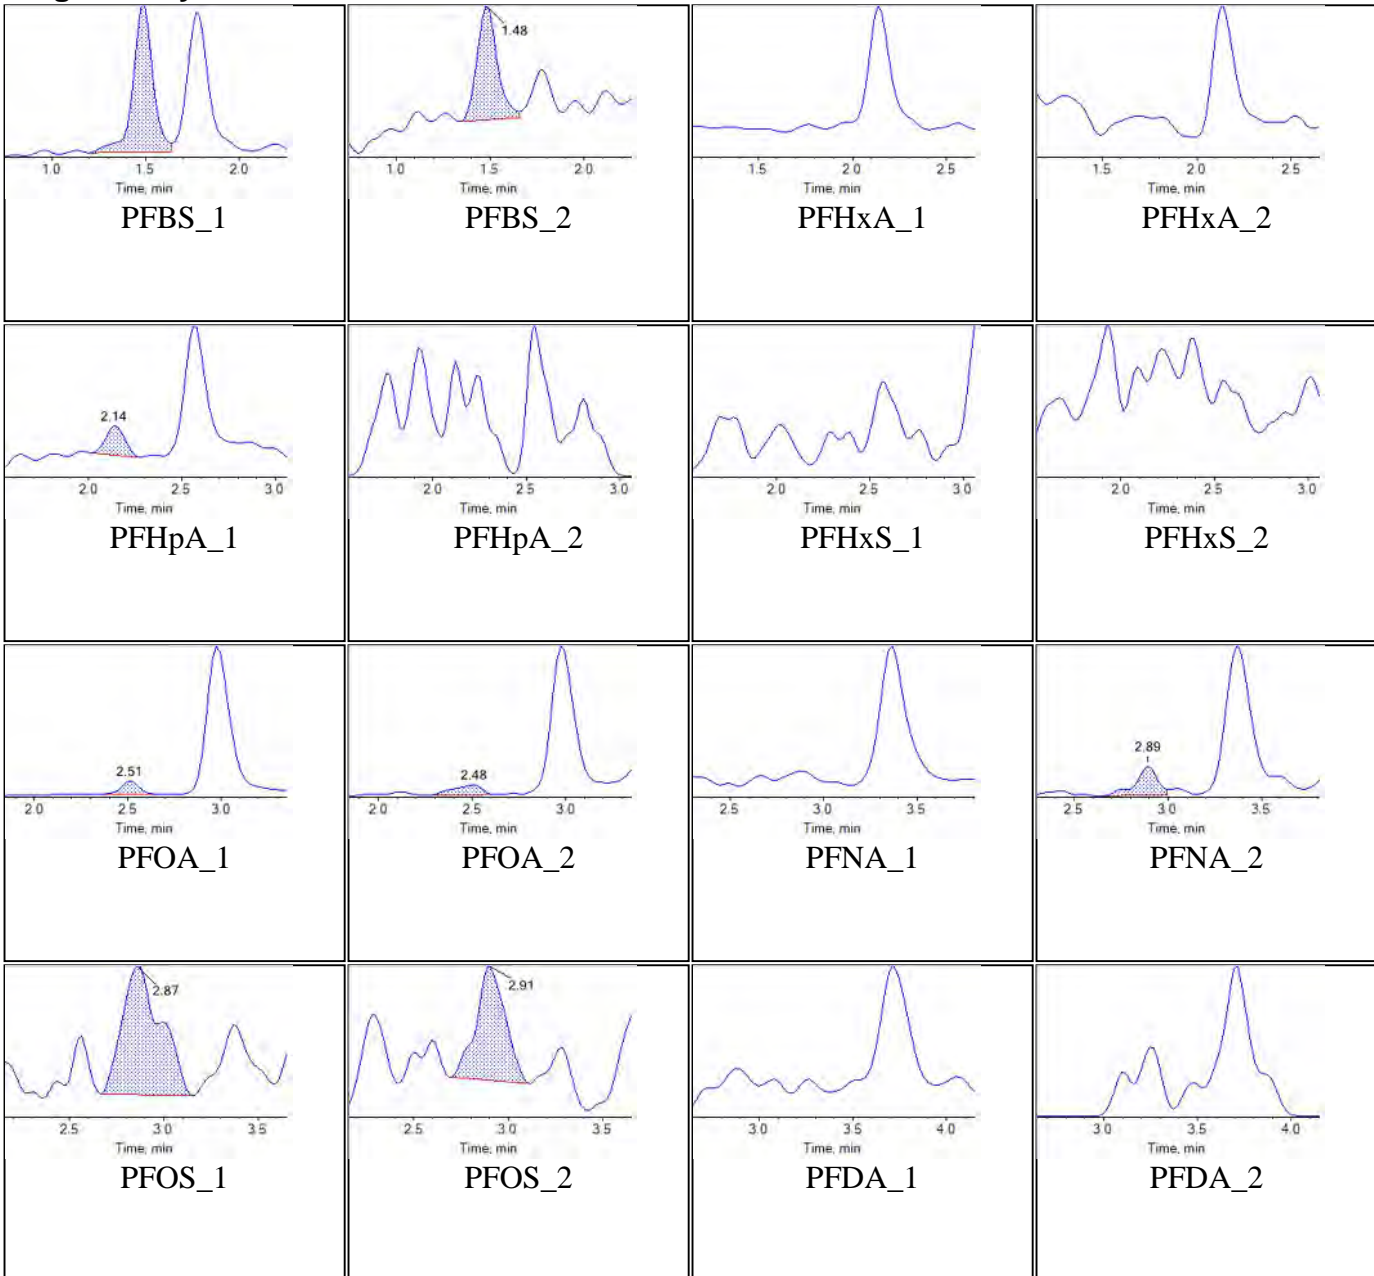 1.48
1.0 1.5 2.0 1.0 1.5 2.0 1.5 2.0 2.5 1.5 2.0 2.5
Time, min Time, min Time, min Time, min
PFBS_1 PFBS_2 PFHxA_1 PFHxA_2
2.14
2.0 2.5 3.0 2.0 2.5 3.0 2.0 2.5 3.0 2.0 2.5 3.0
Time, min Time, min Time, min Time, min
PFHpA_1 PFHpA_2 PFHxS_1 PFHxS_2
2.51 2.48 2.89
2.0 2.5 3.0 2.0 2.5 3.0 2.5 3.0 3.5 2.5 3.0 3.5
Time, min Time, min Time, min Time, min
PFOA_1 PFOA_2 PFNA_1 PFNA_2
2.87 2.91
2.5 3.0 3.5 2.5 3.0 3.5 3.0 3.5 4.0 3.0 3.5 4.0
Time, min Time, min Time, min Time, min
PFOS_1 PFOS_2 PFDA_1 PFDA_2